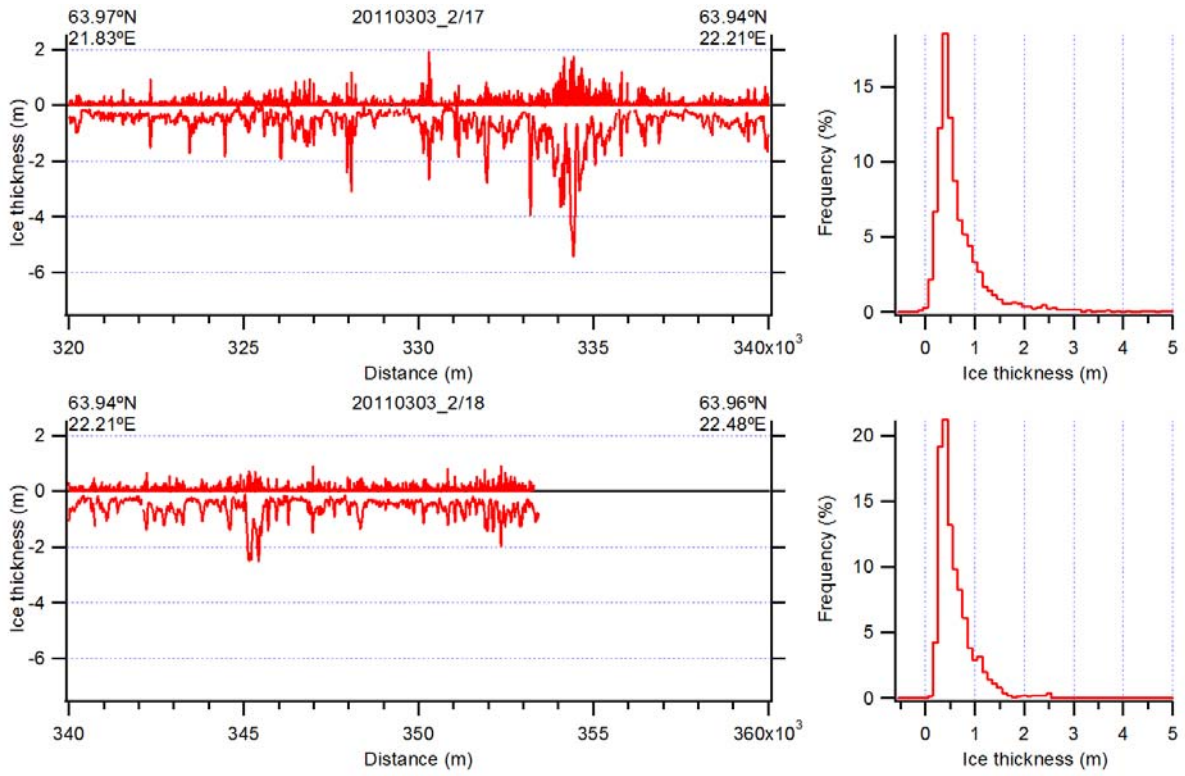 63.97ºN
21.83ºE
20110303_2/17
63.94ºN
22.21ºE
Ice thickness (m)
2
0
-2
-4
-6
320
325
330
335
340x10³
Distance (m)
Frequency (%)
15
10
5
0
0
1
2
3
4
5
Ice thickness (m)
63.94ºN
22.21ºE
20110303_2/18
63.96ºN
22.48ºE
Ice thickness (m)
2
0
-2
-4
-6
340
345
350
355
360x10³
Distance (m)
Frequency (%)
20
15
10
5
0
0
1
2
3
4
5
Ice thickness (m)